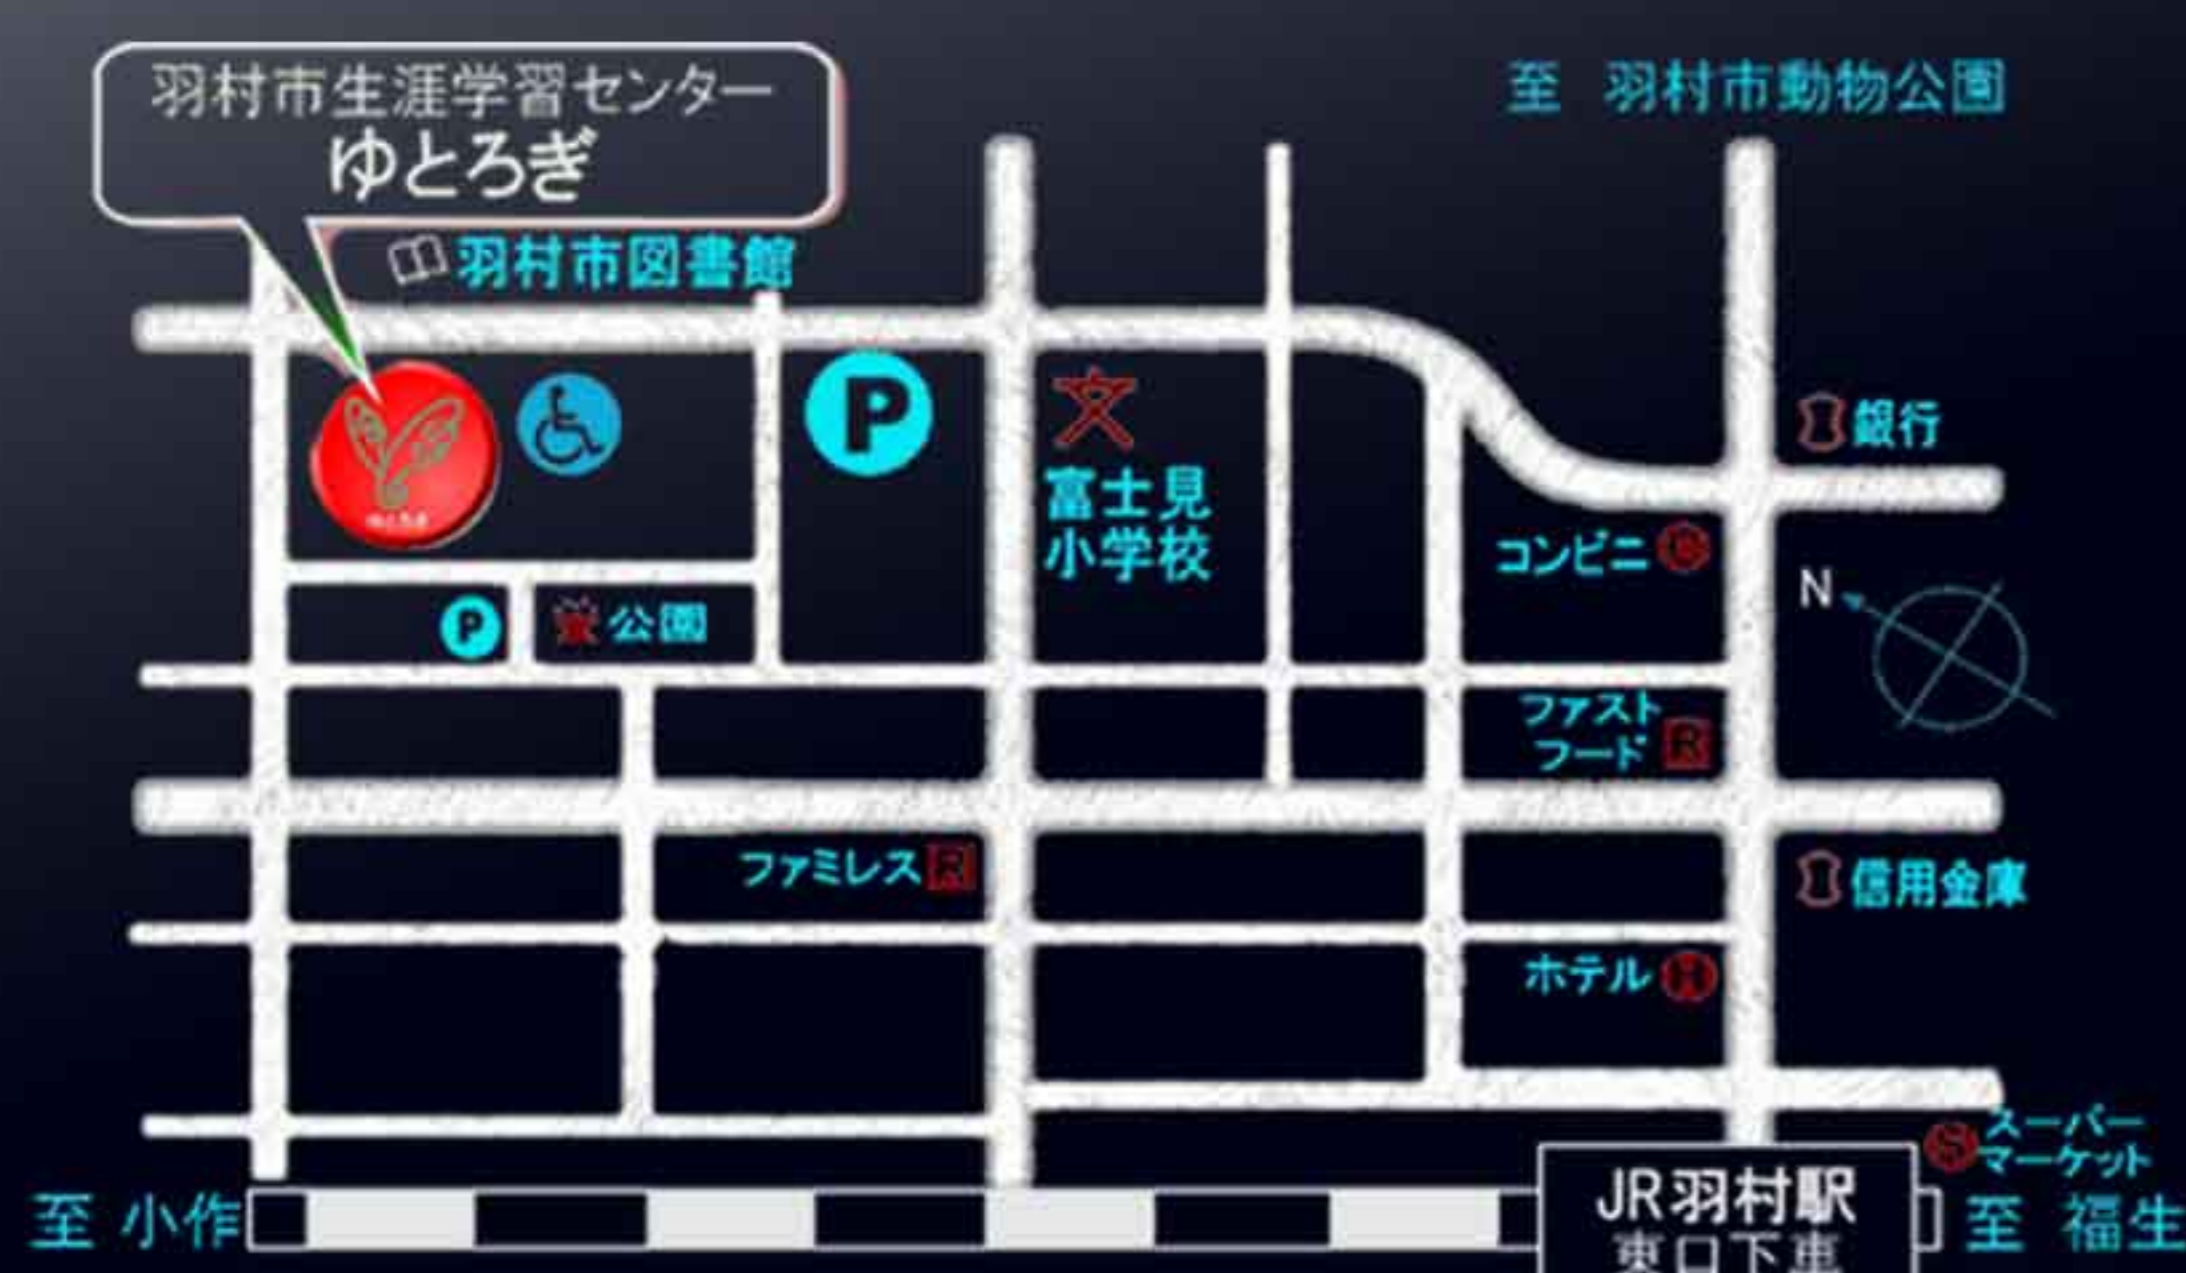 羽村市生涯学習センター
ゆとろぎ
至 羽村市動物公園
羽村市図書館
P
富士見
小学校
銀行
コンビニ
N
P
公園
ファスト
フード R
ファミレス R
信用金庫
ホテル H
スーパー
マーケット
S
至 小作
JR羽村駅
東口下車
至 福生